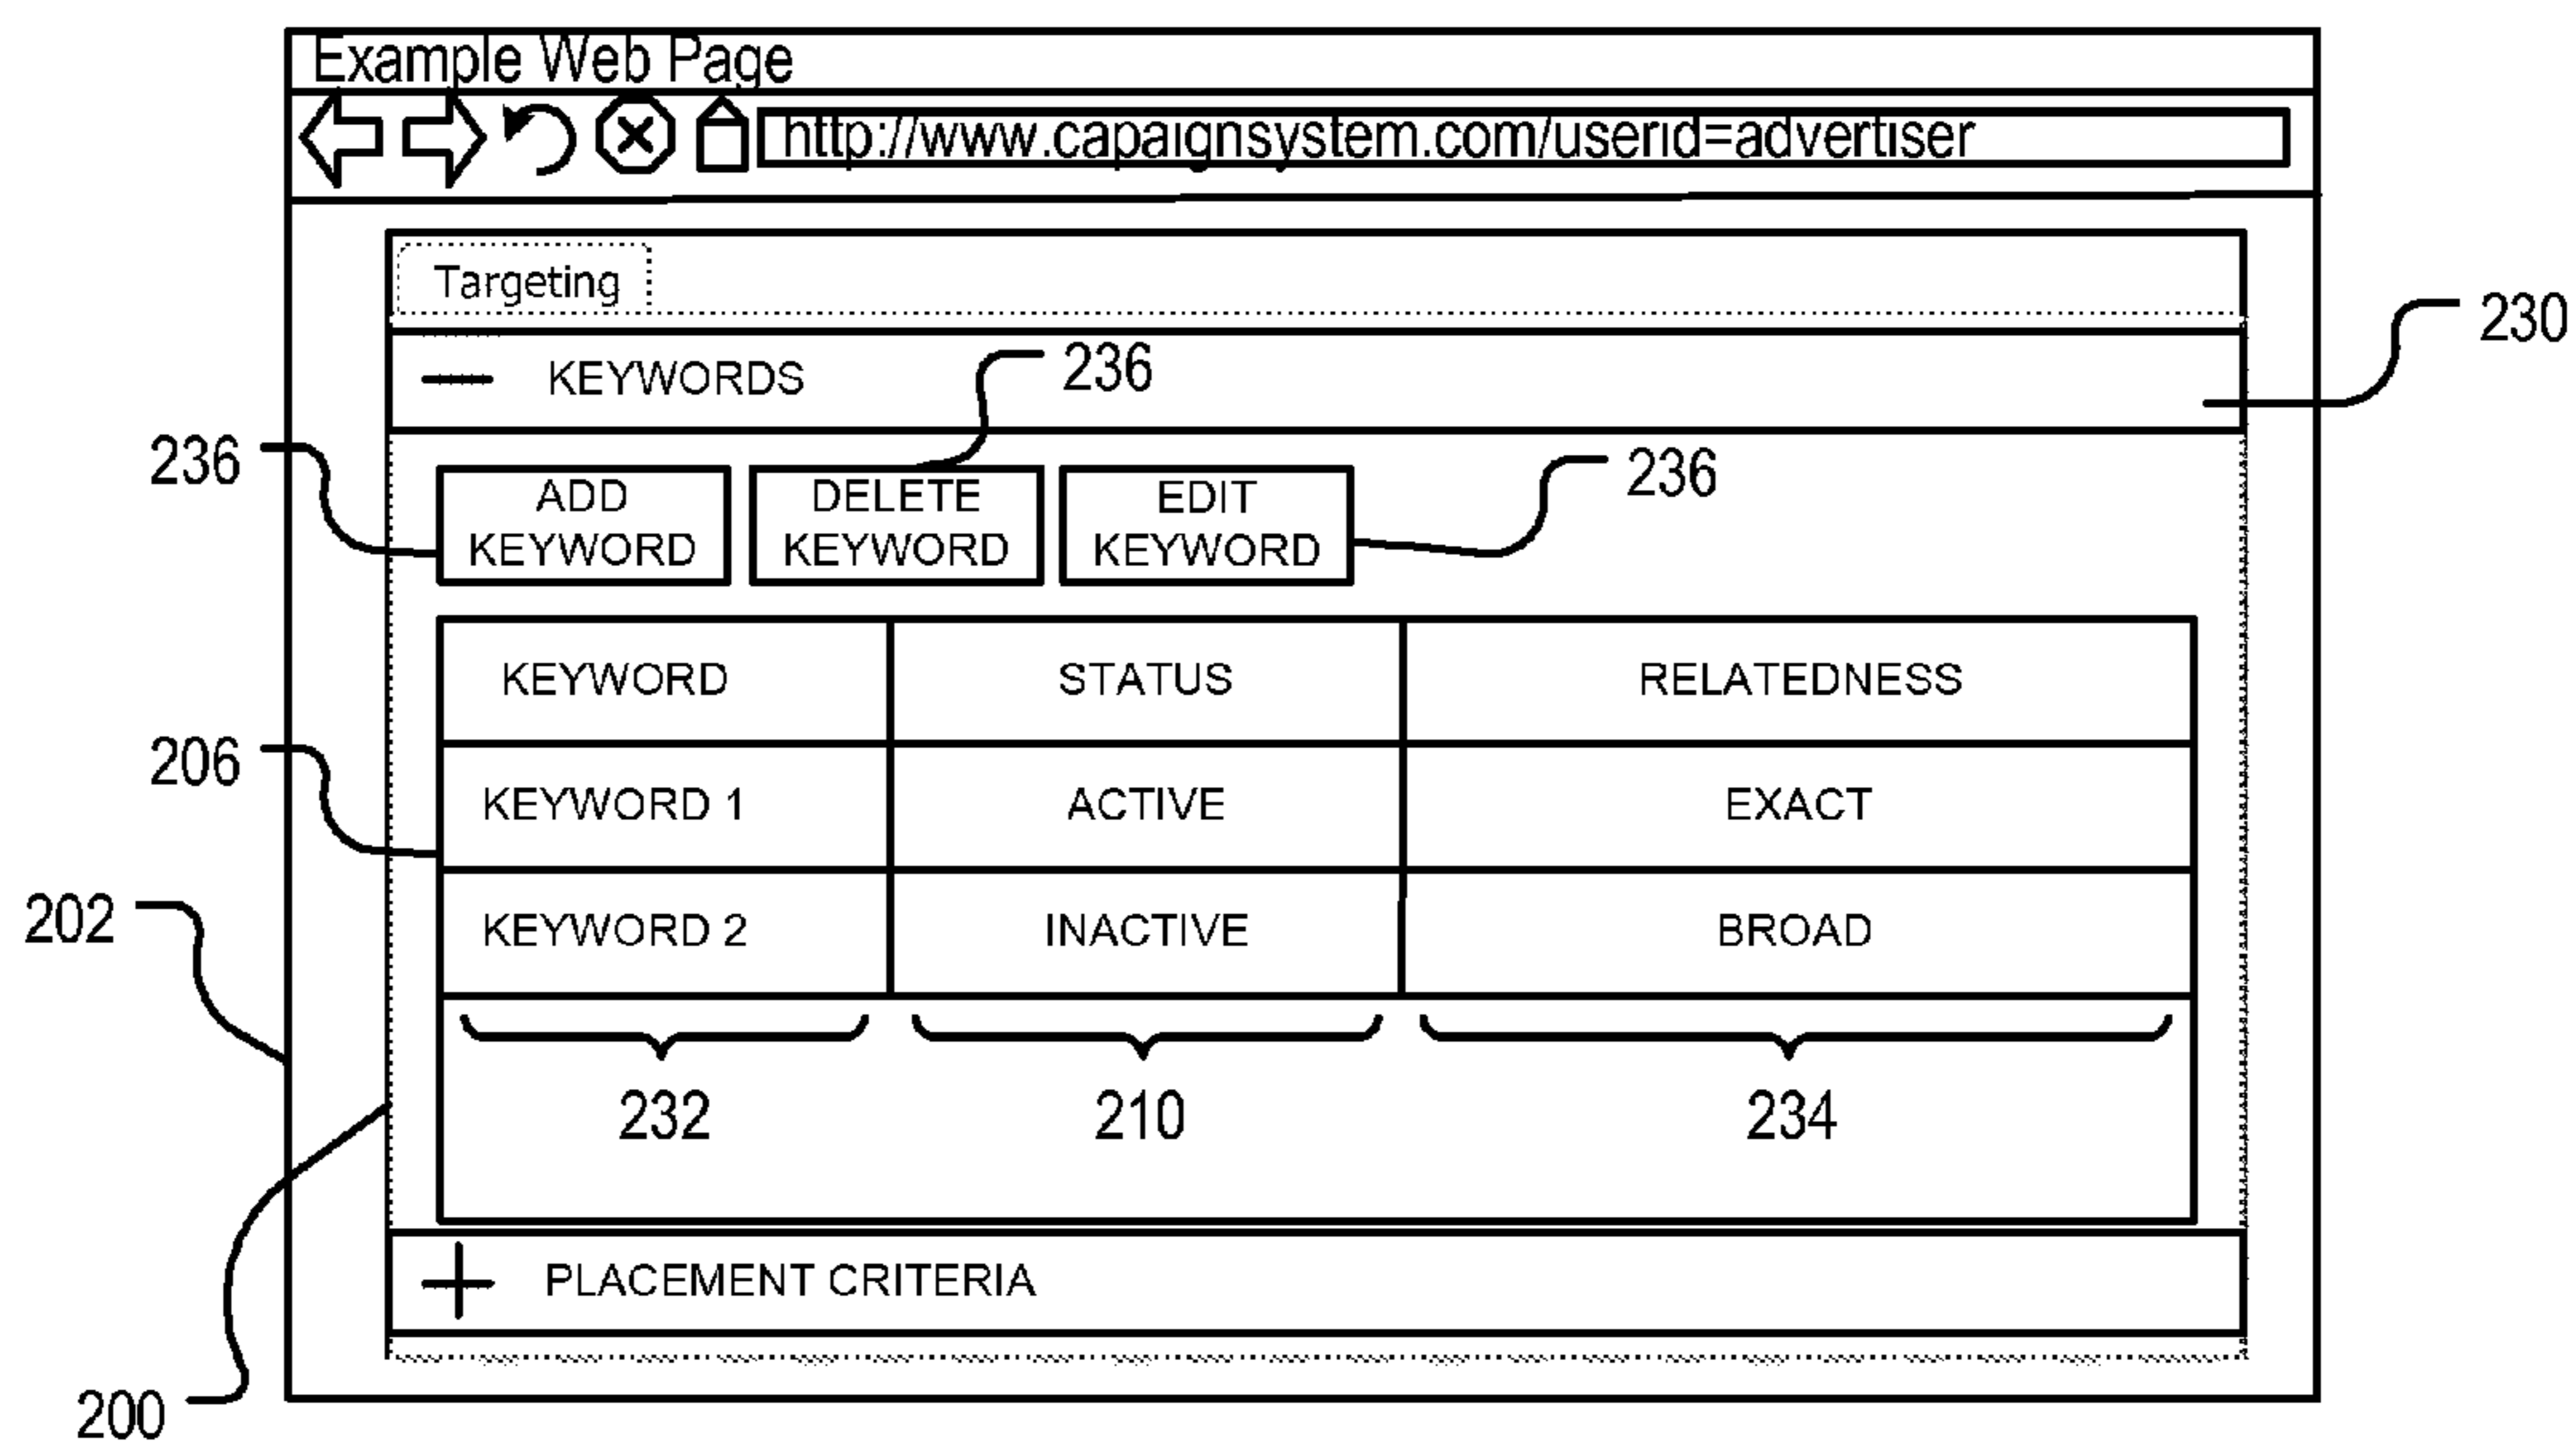 Example Web Page
http://www.capaignsystem.com/userid=advertiser
Targeting
230
KEYWORDS
236
236
236
ADD KEYWORD
DELETE KEYWORD
EDIT KEYWORD
KEYWORD STATUS RELATEDNESS
206
KEYWORD 1 ACTIVE EXACT
202
KEYWORD 2 INACTIVE BROAD
232 210 234
PLACEMENT CRITERIA
200